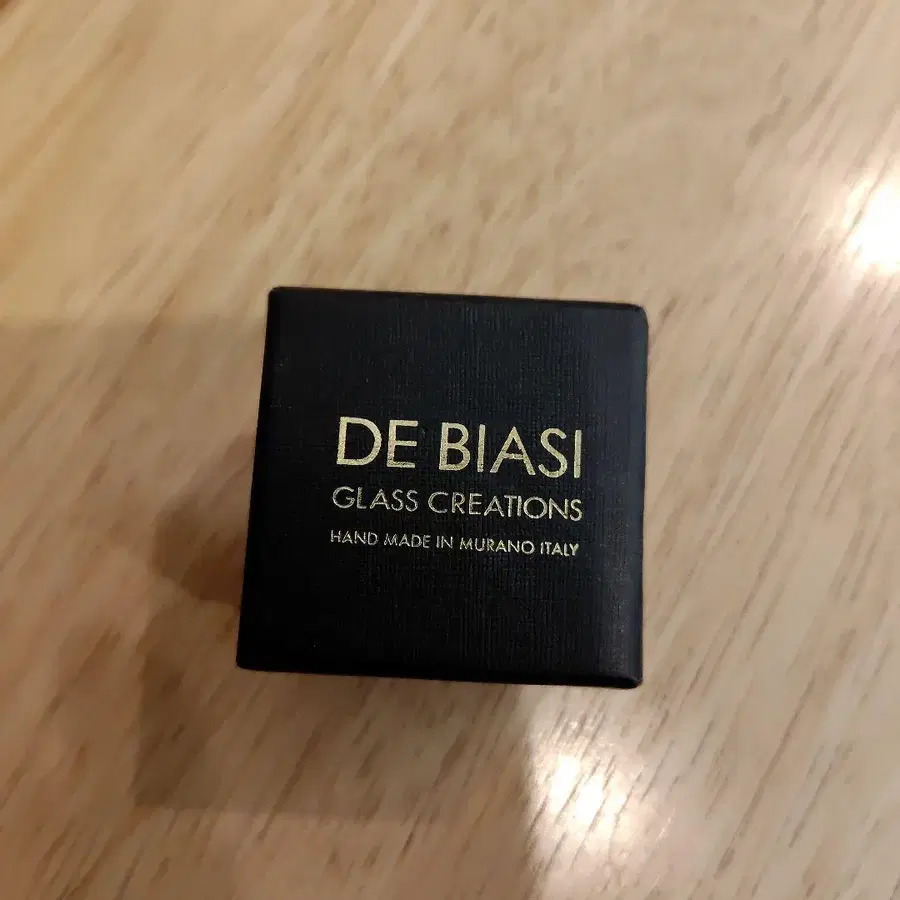 DE BIASI
GLASS CREATIONS
HAND MADE IN MURANO ITALY